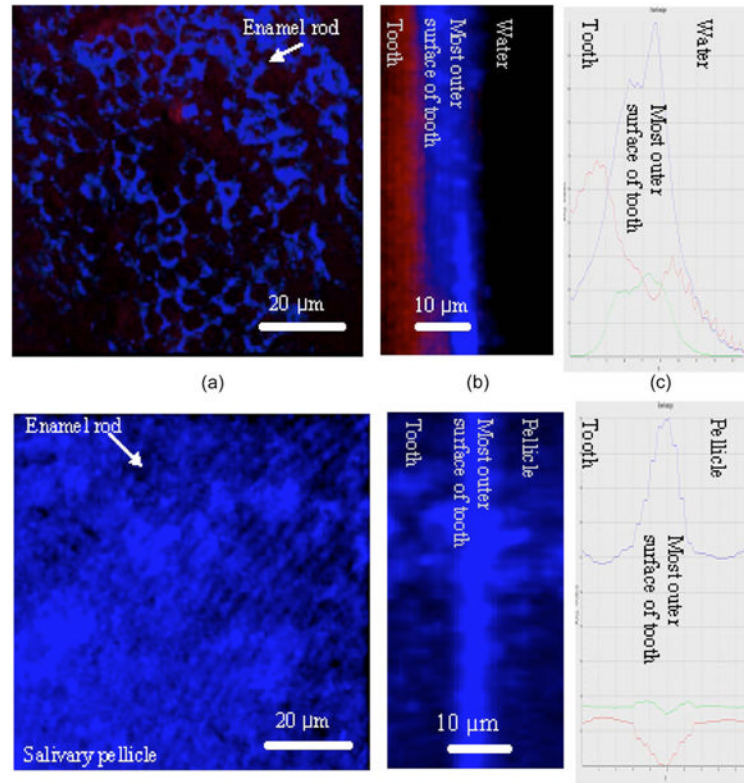 Enamel rod
20 µm
Tooth
Most outer
surface of tooth
Water
10 µm
Tooth
Most outer
surface of tooth
Water
(a)
(b)
(c)
Enamel rod
20 µm
Salivary pellicle
Tooth
Most outer
surface of tooth
Pellicle
10 µm
Tooth
Most outer
surface of tooth
Pellicle